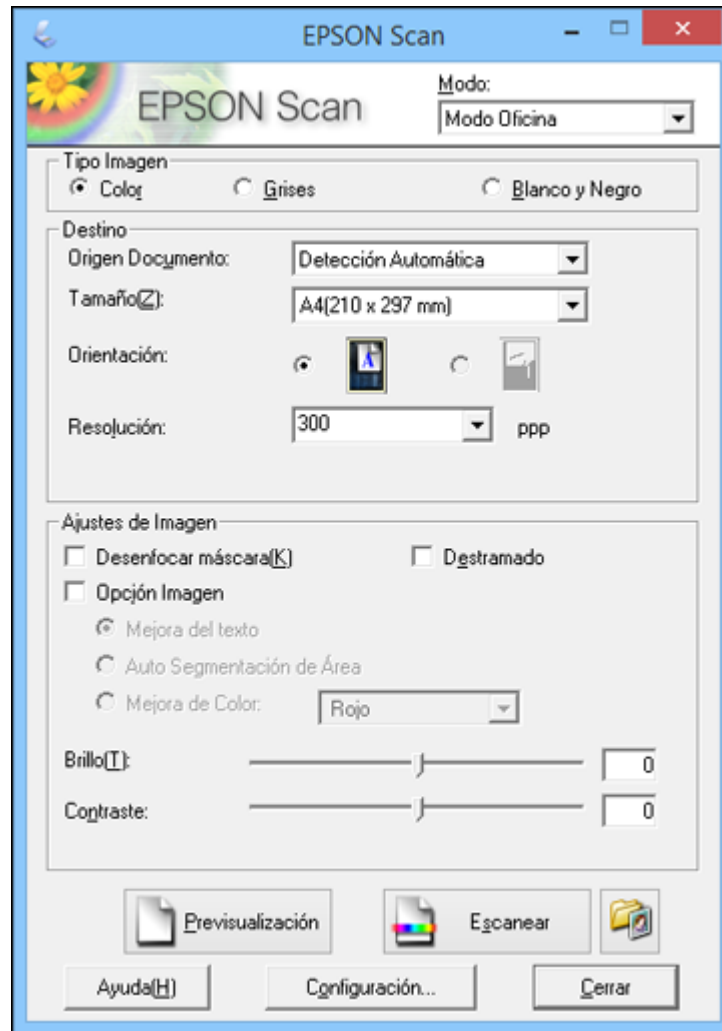 EPSON Scan
EPSON Scan
Modo:
Modo Oficina
Tipo Imagen
Color Grises Blanco y Negro
Destino
Origen Documento: Detección Automática
Tamaño(Z): A4(210 x 297 mm)
Orientación:
Resolución: 300 ppp
Ajustes de Imagen
Desenfocar máscara(K) Destramado
Opción Imagen
Mejora del texto
Auto Segmentación de Área
Mejora de Color: Rojo
Brillo(T): 0
Contraste: 0
Previsualización Escanear
Ayuda(H) Configuración... Cerrar